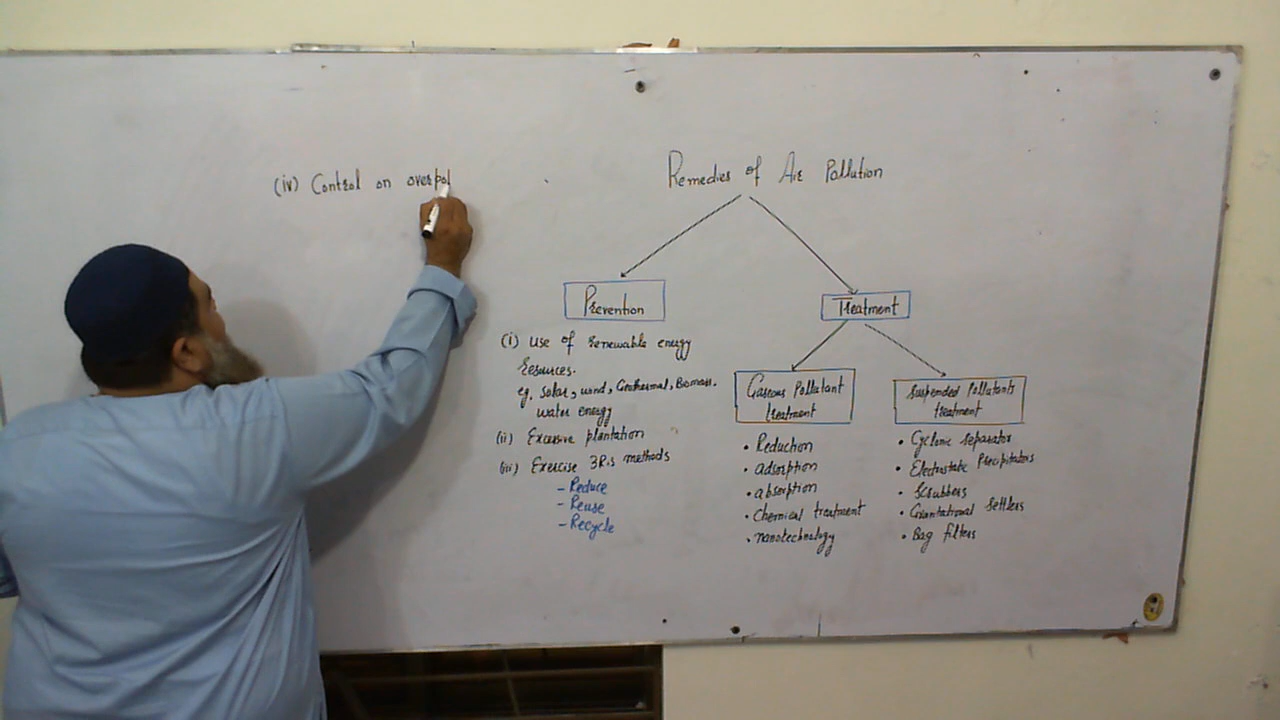 Remedies of Air Pollution
Prevention
(i) Use of renewable energy
Resources.
eg. Solar, wind, Geothermal, Biomass,
water energy
(ii) Excessive plantation
(iii) Exercise 3R,s methods
- Reduce
- Reuse
- Recycle
(iv) Control on overpol
Treatment
Gaseous Pollutant
treatment
• Reduction
• adsorption
• absorption
• Chemical treatment
• nanotechnology
Suspended Pollutants
treatment
• Cyclonic separator
• Electrostatic Precipitators
• Scrubbers
• Gravitational settlers
• Bag filters